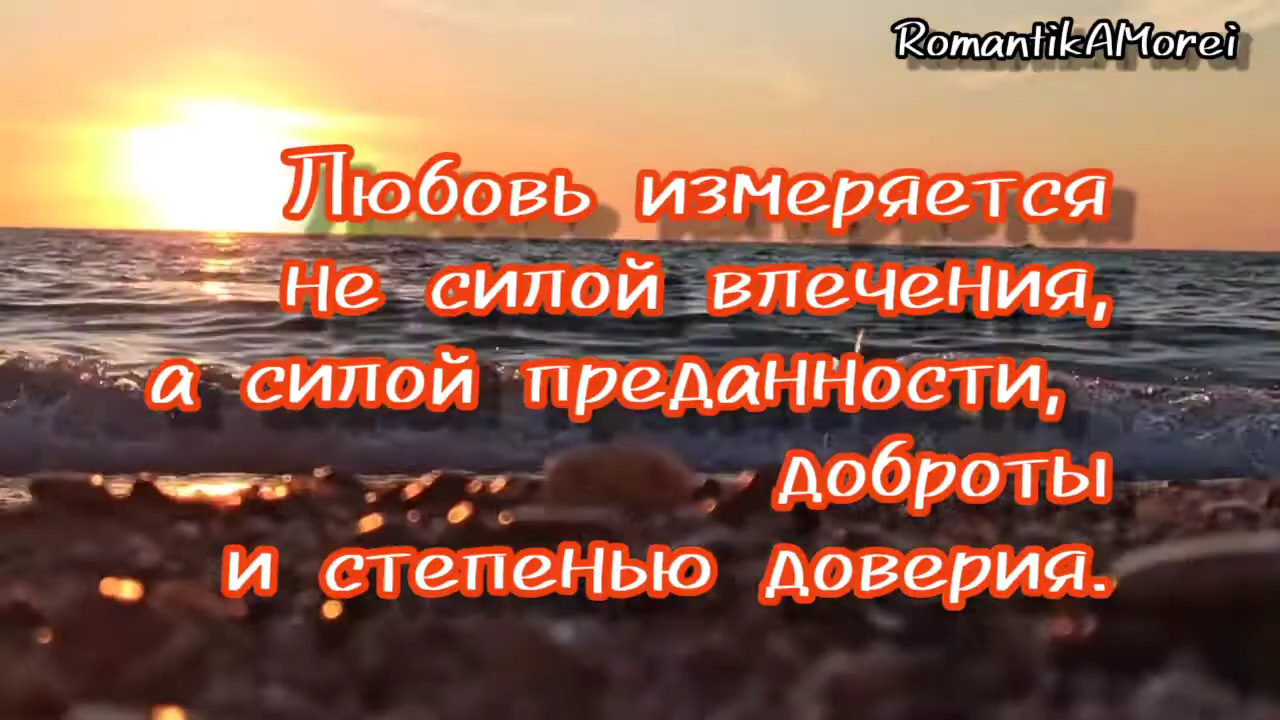 RomantikAMorei
Любовь измеряется
не силой влечения,
а силой преданности,
доброты
и степенью доверия.